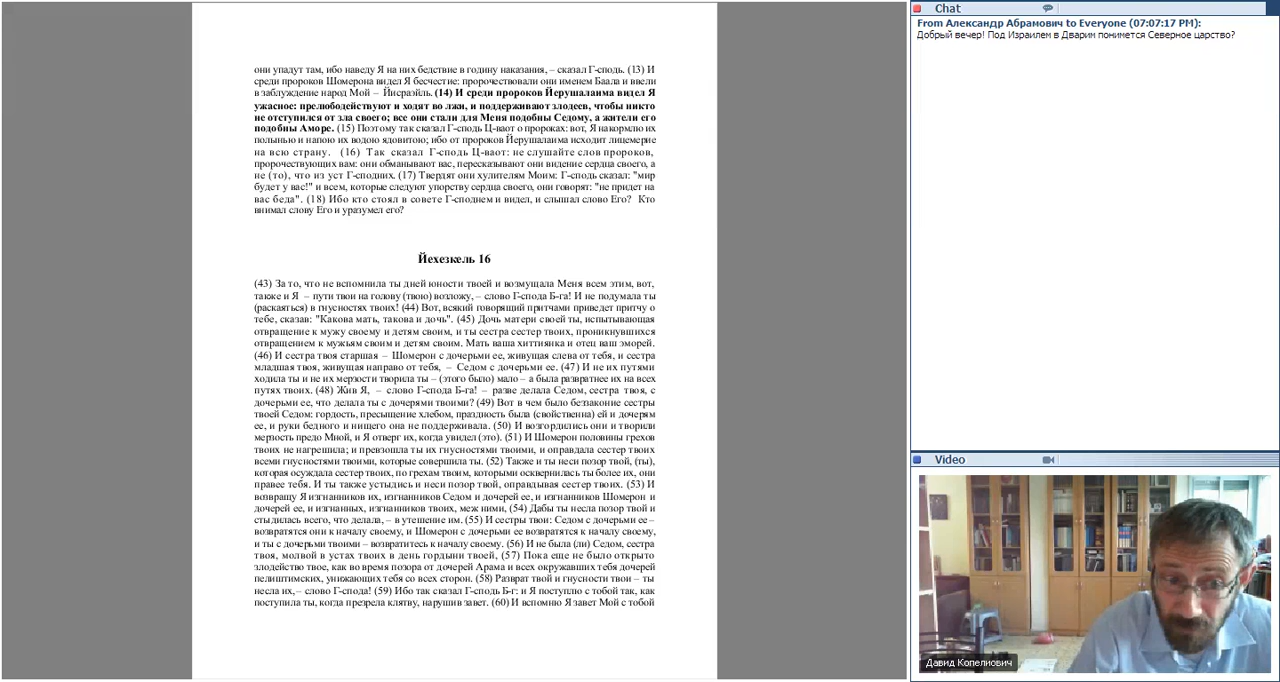 они упадут там, ибо наведу Я на них бедствие в годину наказания, – сказал Г-сподь. (13) И
среди пророков Шомерона видел Я бесчестие: пророчествовали они именем Баала и ввели
в заблуждение народ Мой – Йисраэйль. (14) И среди пророков Йерушалаима видел Я
ужасное: прелюбодействуют и ходят во лжи, и поддерживают злодеев, чтобы никто
не отступился от зла своего; все они стали для Меня подобны Седому, а жители его
подобны Аморе. (15) Поэтому так сказал Г-сподь Ц-ваот о пророках: вот, Я накормлю их
полынью и напою их водою ядовитою; ибо от пророков Йерушалаима исходит лицемерие
на всю страну. (16) Так сказал Г-сподь Ц-ваот: не слушайте слов пророков,
пророчествующих вам: они обманывают вас, пересказывают они видение сердца своего, а
не (то), что из уст Г-сподних. (17) Твердят они хулителям Моим: Г-сподь сказал: "мир
будет у вас!" и всем, которые следуют упорству сердца своего, они говорят: "не придет на
вас беда". (18) Ибо кто стоял в совете Г-споднем и видел, и слышал слово Его? Кто
внимал слову Его и уразумел его?
Йехезкель 16
(43) За то, что не вспомнила ты дней юности твоей и возмущала Меня всем этим, вот,
также и Я – пути твои на голову (твою) возложу, – слово Г-спода Б-га! И не подумала ты
(раскаяться) в гнусностях твоих! (44) Вот, всякий говорящий притчами приведет притчу о
тебе, сказав: "Какова мать, такова и дочь". (45) Дочь матери своей ты, испытывающая
отвращение к мужу своему и детям своим, и ты сестра сестер твоих, проникнувшихся
отвращением к мужьям своим и детям своим. Мать ваша хиттиянка и отец ваш эморей.
(46) И сестра твоя старшая – Шомерон с дочерьми ее, живущая слева от тебя, и сестра
младшая твоя, живущая направо от тебя, – Седом с дочерьми ее. (47) И не их путями
ходила ты и не их мерзости творила ты – (этого было) мало – а была развратнее их на всех
путях твоих. (48) Жив Я, – слово Г-спода Б-га! – разве делала Седом, сестра твоя, с
дочерьми ее, что делала ты с дочерями твоими? (49) Вот в чем было беззаконие сестры
твоей Седом: гордость, пресыщение хлебом, праздность была (свойственна) ей и дочерям
ее, и руки бедного и нищего она не поддерживала. (50) И возгордились они и творили
мерзость предо Мной, и Я отверг их, когда увидел (это). (51) И Шомерон половины грехов
твоих не нагрешила; и превзошла ты их гнусностями твоими, и оправдала сестер твоих
всеми гнусностями твоими, которые совершила ты. (52) Также и ты неси позор твой, (ты),
которая осуждала сестер твоих, по грехам твоим, которыми осквернилась ты более их, они
правее тебя. И ты также устыдись и неси позор твой, оправдывая сестер твоих. (53) И
возвращу Я изгнанников их, изгнанников Седом и дочерей ее, и изгнанников Шомерон и
дочерей ее, и изгнанных, изгнанников твоих, меж ними, (54) Дабы ты несла позор твой и
стыдилась всего, что делала, – в утешение им. (55) И сестры твои: Седом с дочерьми ее –
возвратятся они к началу своему, и Шомерон с дочерьми ее возвратятся к началу своему,
и ты с дочерьми твоими – возвратитесь к началу своему. (56) И не была (ли) Седом, сестра
твоя, молвой в устах твоих в день гордыни твоей, (57) Пока еще не было открыто
злодейство твое, как во время позора от дочерей Арама и всех окружавших тебя дочерей
пелиштимских, унижающих тебя со всех сторон. (58) Разврат твой и гнусности твои – ты
несла их, – слово Г-спода! (59) Ибо так сказал Г-сподь Б-г: и Я поступлю с тобой так, как
поступила ты, когда презрела клятву, нарушив завет. (60) И вспомню Я завет Мой с тобой
Chat
From Александр Абрамович to Everyone (07:07:17 PM):
Добрый вечер! Под Израилем в Дварим понимется Северное царство?
Video
Давид Копелиович